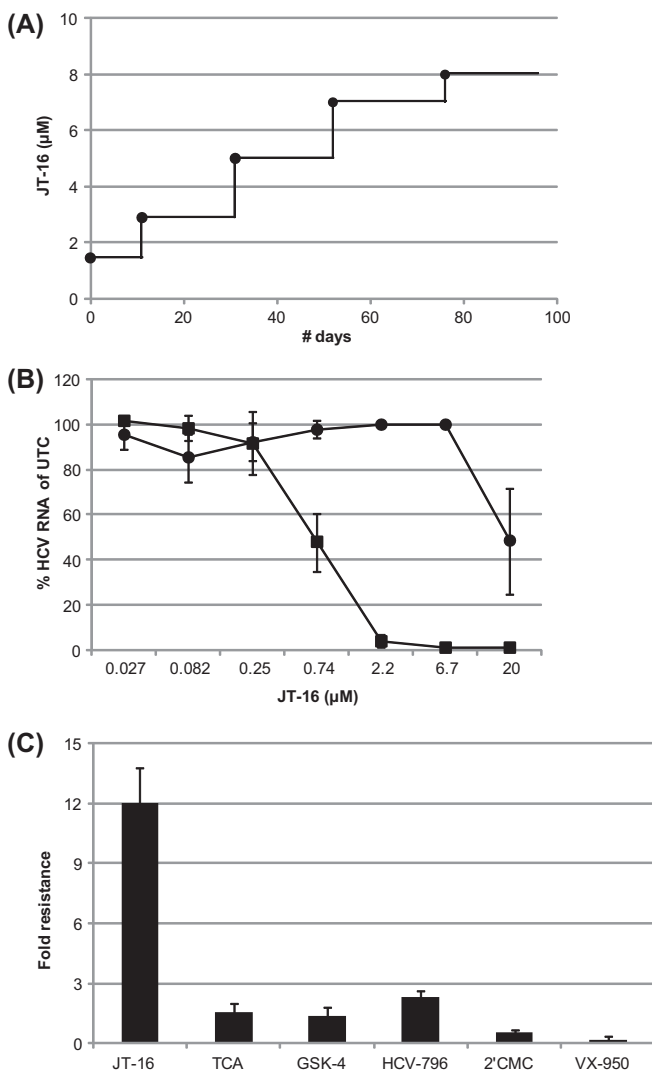 (A)
10
8
6
4
2
0
JT-16 (µM)
0 20 40 60 80 100
# days
(B)
120
100
80
60
40
20
0
% HCV RNA of UTC
0.027 0.082 0.25 0.74 2.2 6.7 20
JT-16 (µM)
(C)
15
12
9
6
3
0
Fold resistance
JT-16 TCA GSK-4 HCV-796 2'CMC VX-950